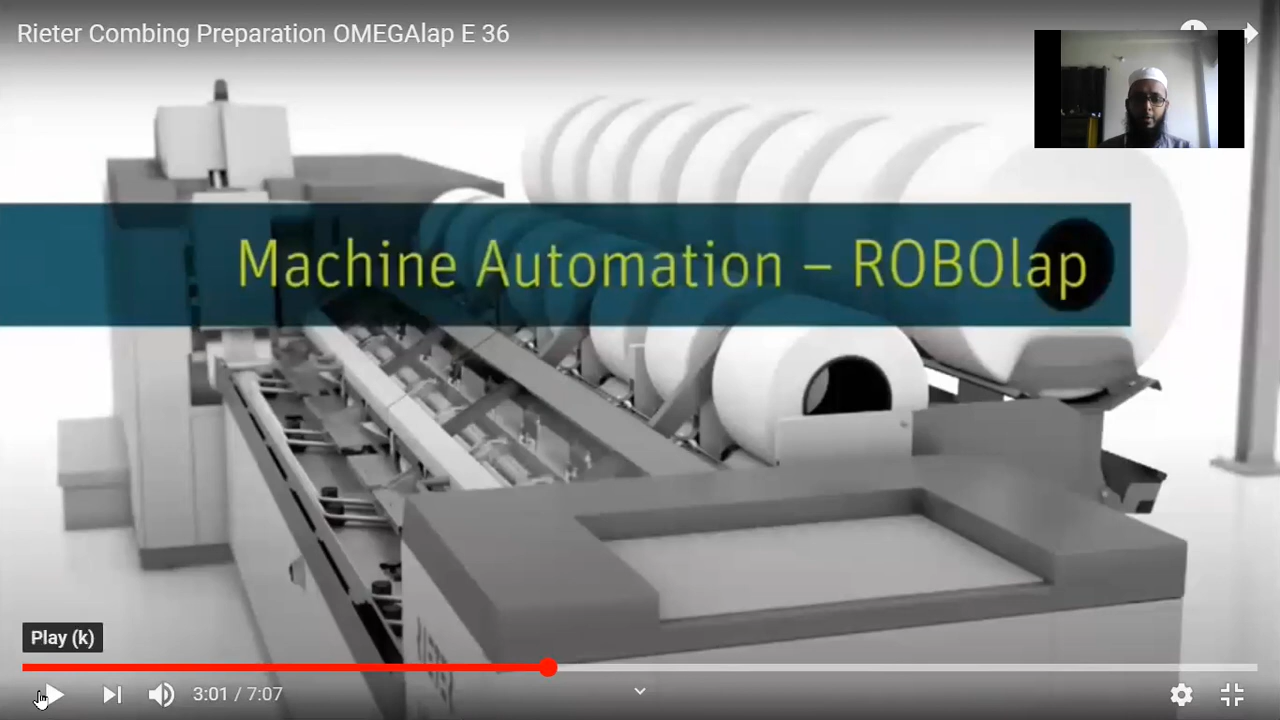 Rieter Combing Preparation OMEGAlap E 36
Machine Automation – ROBOlap
Play (k)
3:01 / 7:07